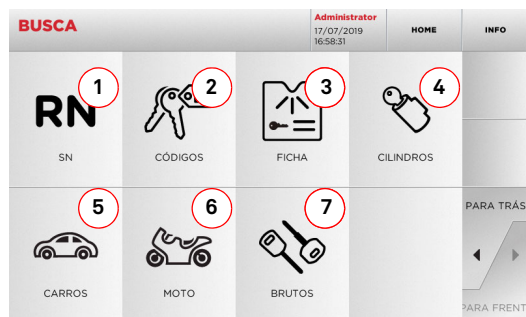 BUSCA
Administrator
17/07/2019
16:58:31
HOME
INFO
1
2
3
4
RN
SN
CÓDIGOS
FICHA
CILINDROS
5
6
7
PARA TRÁS
CARROS
MOTO
BRUTOS
PARA FRENT